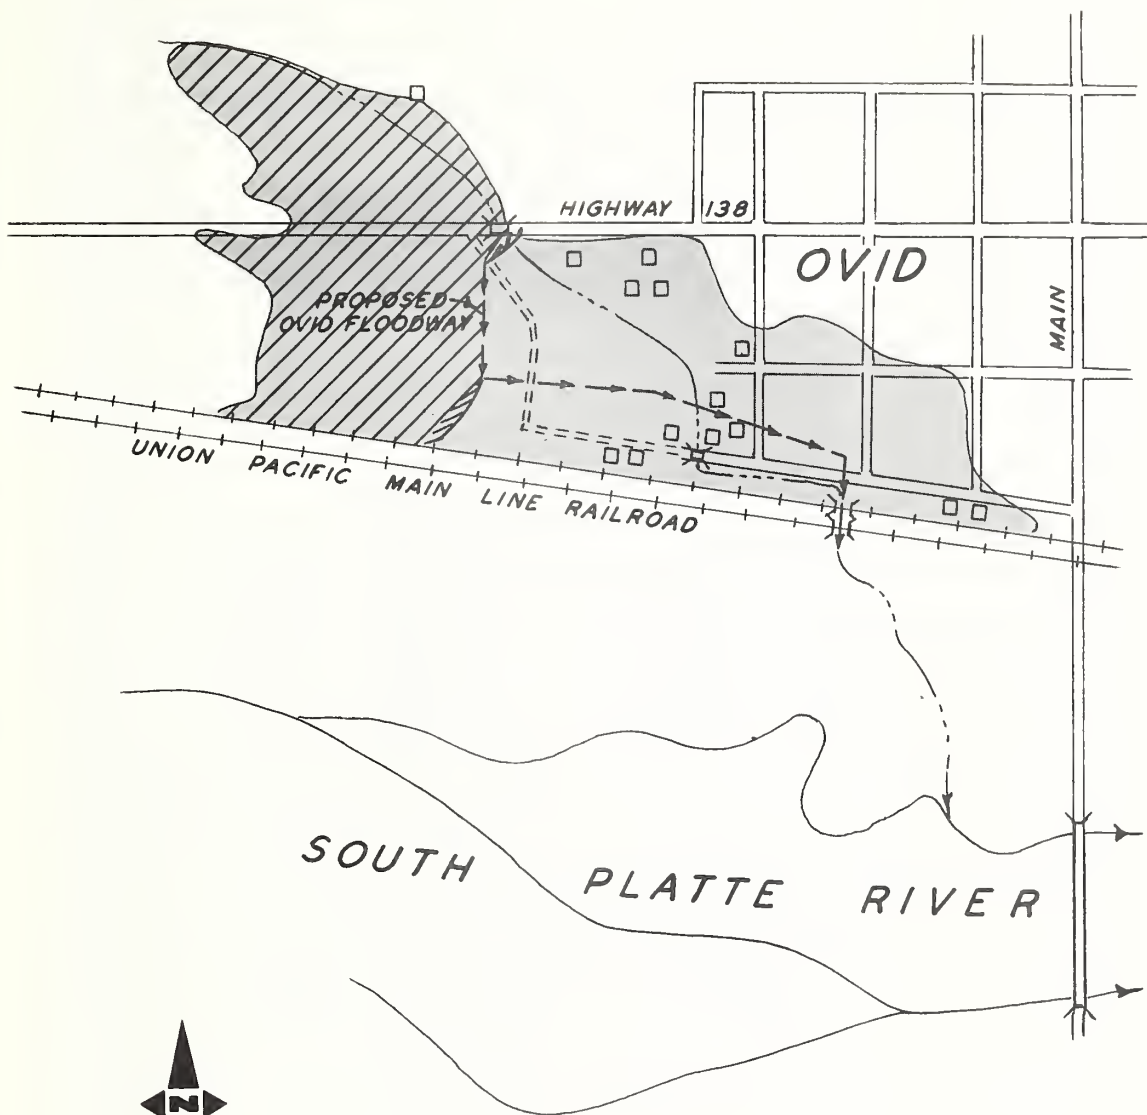 HIGHWAY 138
OVID
PROPOSED
OVID FLOODWAY
MAIN
UNION PACIFIC MAIN LINE RAILROAD
SOUTH PLATTE RIVER
N